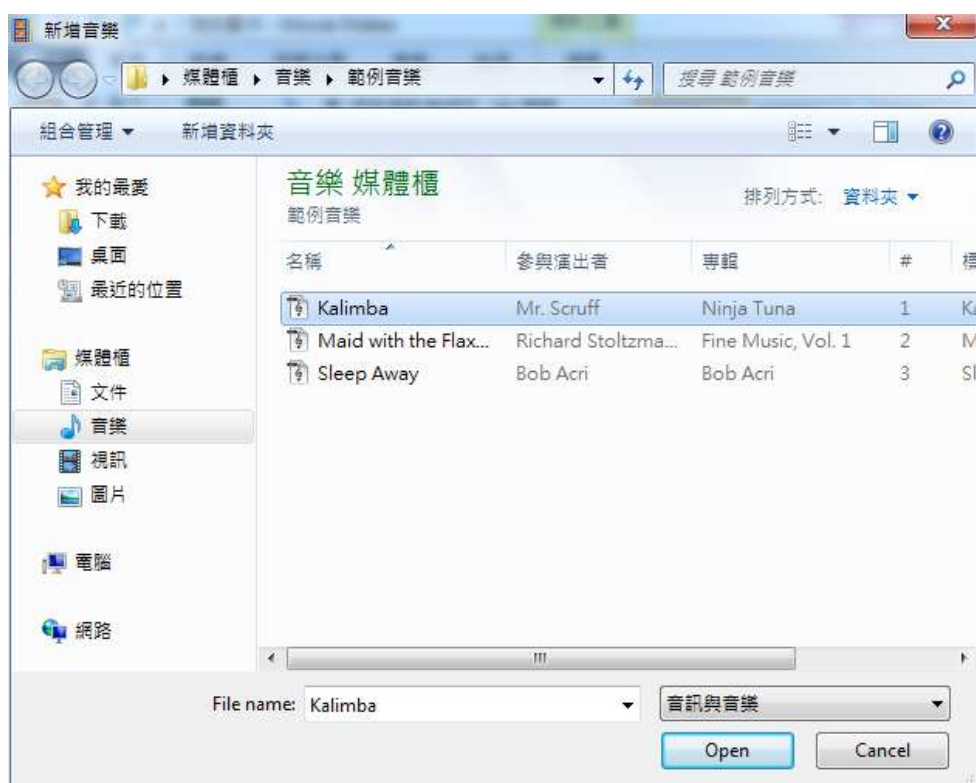 新增音樂
媒體櫃 音樂 範例音樂 搜尋 範例音樂
組合管理 新增資料夾
我的最愛
下載
桌面
最近的位置
媒體櫃
文件
音樂
視訊
圖片
電腦
網路
音樂 媒體櫃
範例音樂
排列方式: 資料夾
名稱 參與演出者 專輯 # 標
Kalimba Mr. Scruff Ninja Tuna 1 Ka
Maid with the Flax... Richard Stoltzma... Fine Music, Vol. 1 2 M
Sleep Away Bob Acri Bob Acri 3 Sl
File name: Kalimba 音訊與音樂
Open Cancel